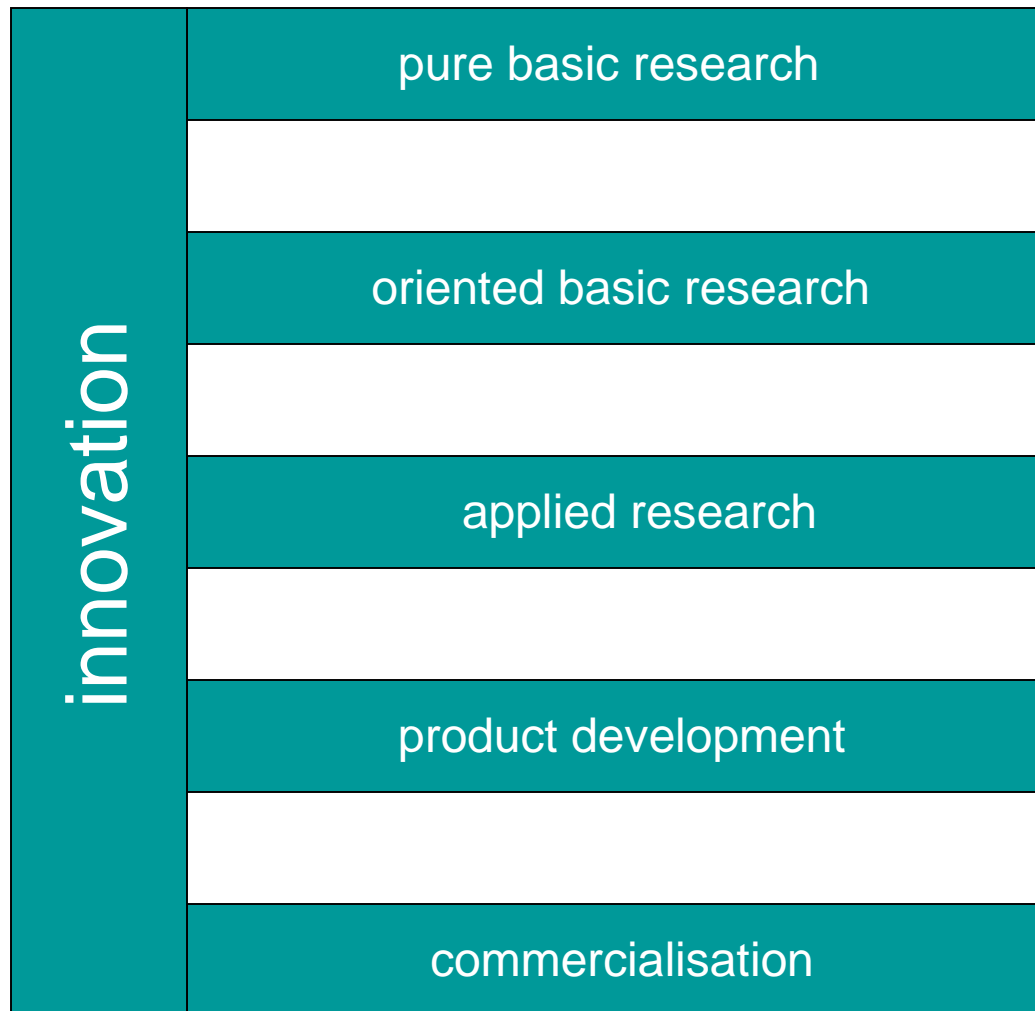 innovation
pure basic research
oriented basic research
applied research
product development
commercialisation